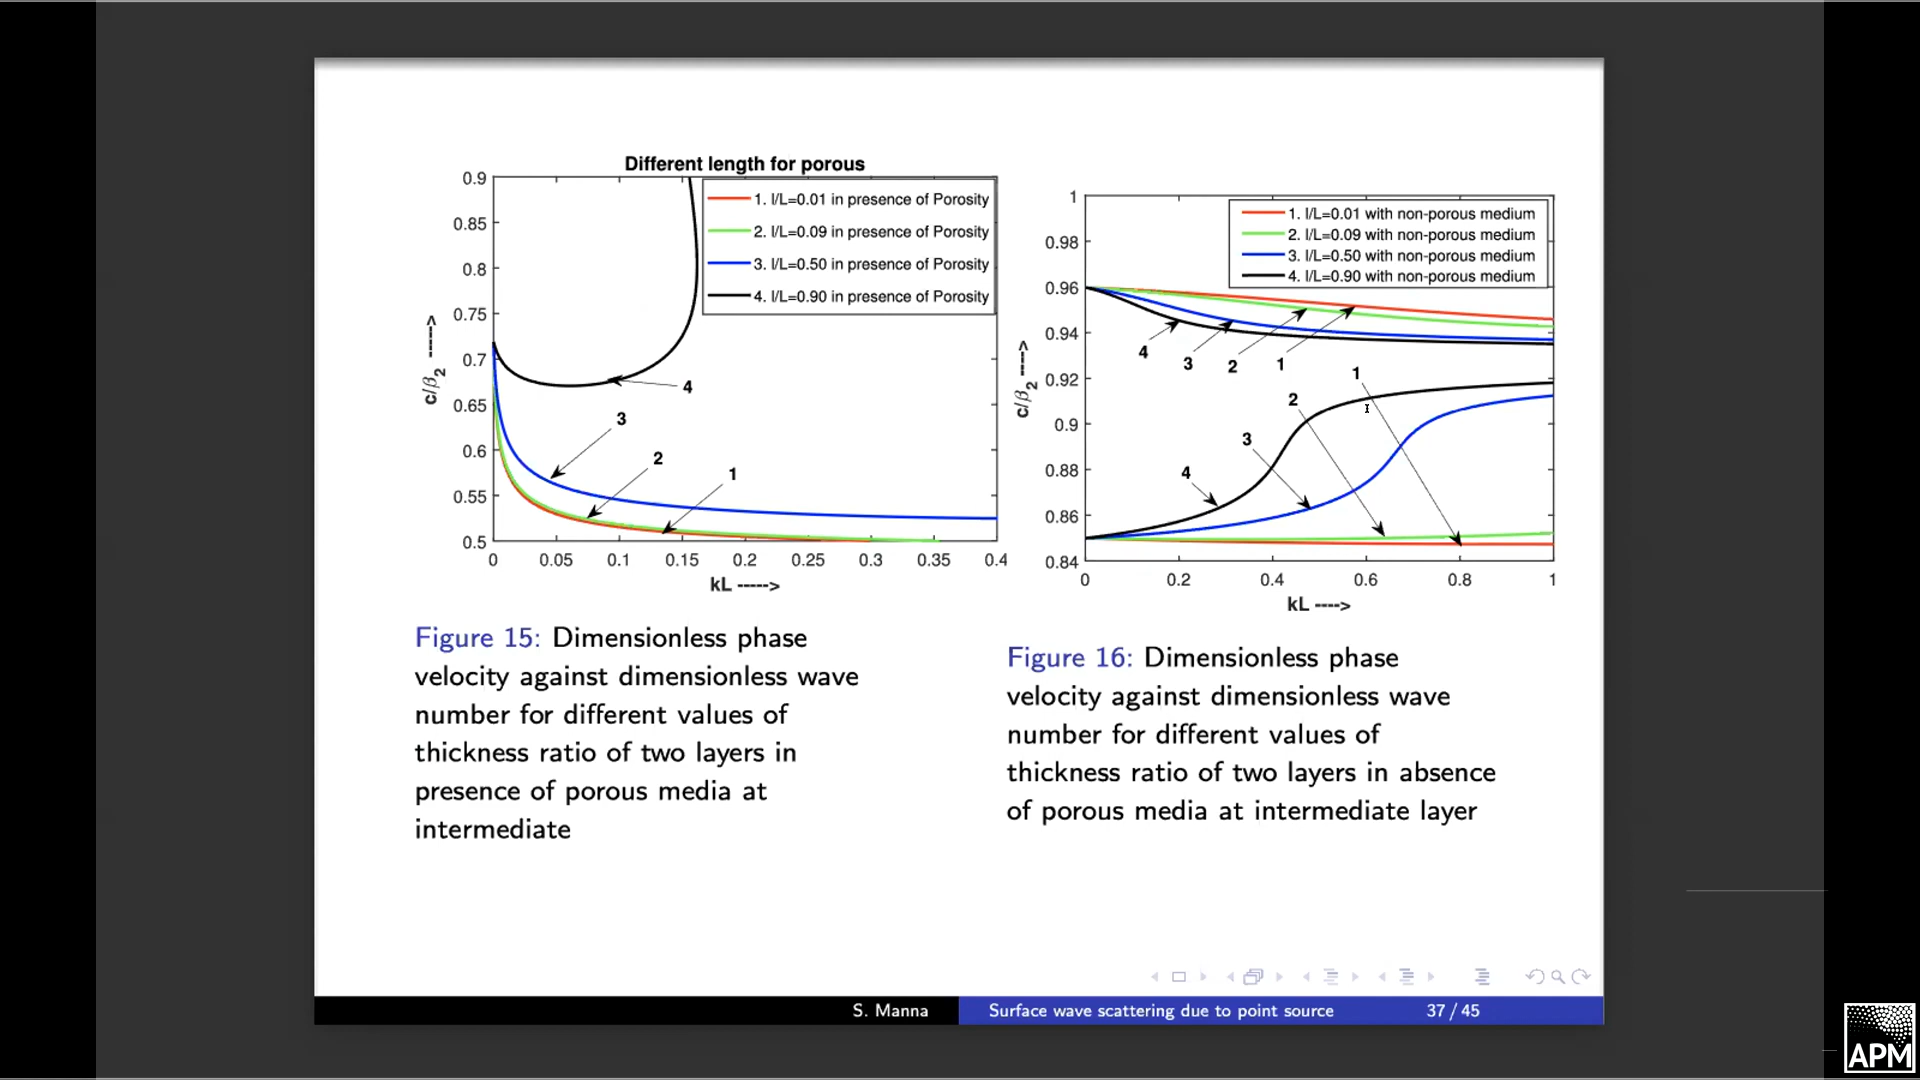 Different length for porous
0.9
0.85
0.8
0.75
0.7
0.65
0.6
0.55
0.5
c/β2 ----->
1. l/L=0.01 in presence of Porosity
2. l/L=0.09 in presence of Porosity
3. l/L=0.50 in presence of Porosity
4. l/L=0.90 in presence of Porosity
4
3
2
1
0 0.05 0.1 0.15 0.2 0.25 0.3 0.35 0.4
kL ----->
Figure 15: Dimensionless phase
velocity against dimensionless wave
number for different values of
thickness ratio of two layers in
presence of porous media at
intermediate
1
0.98
0.96
0.94
0.92
0.9
0.88
0.86
0.84
c/β2 ---->
1. l/L=0.01 with non-porous medium
2. l/L=0.09 with non-porous medium
3. l/L=0.50 with non-porous medium
4. l/L=0.90 with non-porous medium
4 3 2 1
1
2
3
4
0 0.2 0.4 0.6 0.8 1
kL ---->
Figure 16: Dimensionless phase
velocity against dimensionless wave
number for different values of
thickness ratio of two layers in absence
of porous media at intermediate layer
S. Manna Surface wave scattering due to point source 37 / 45
APM